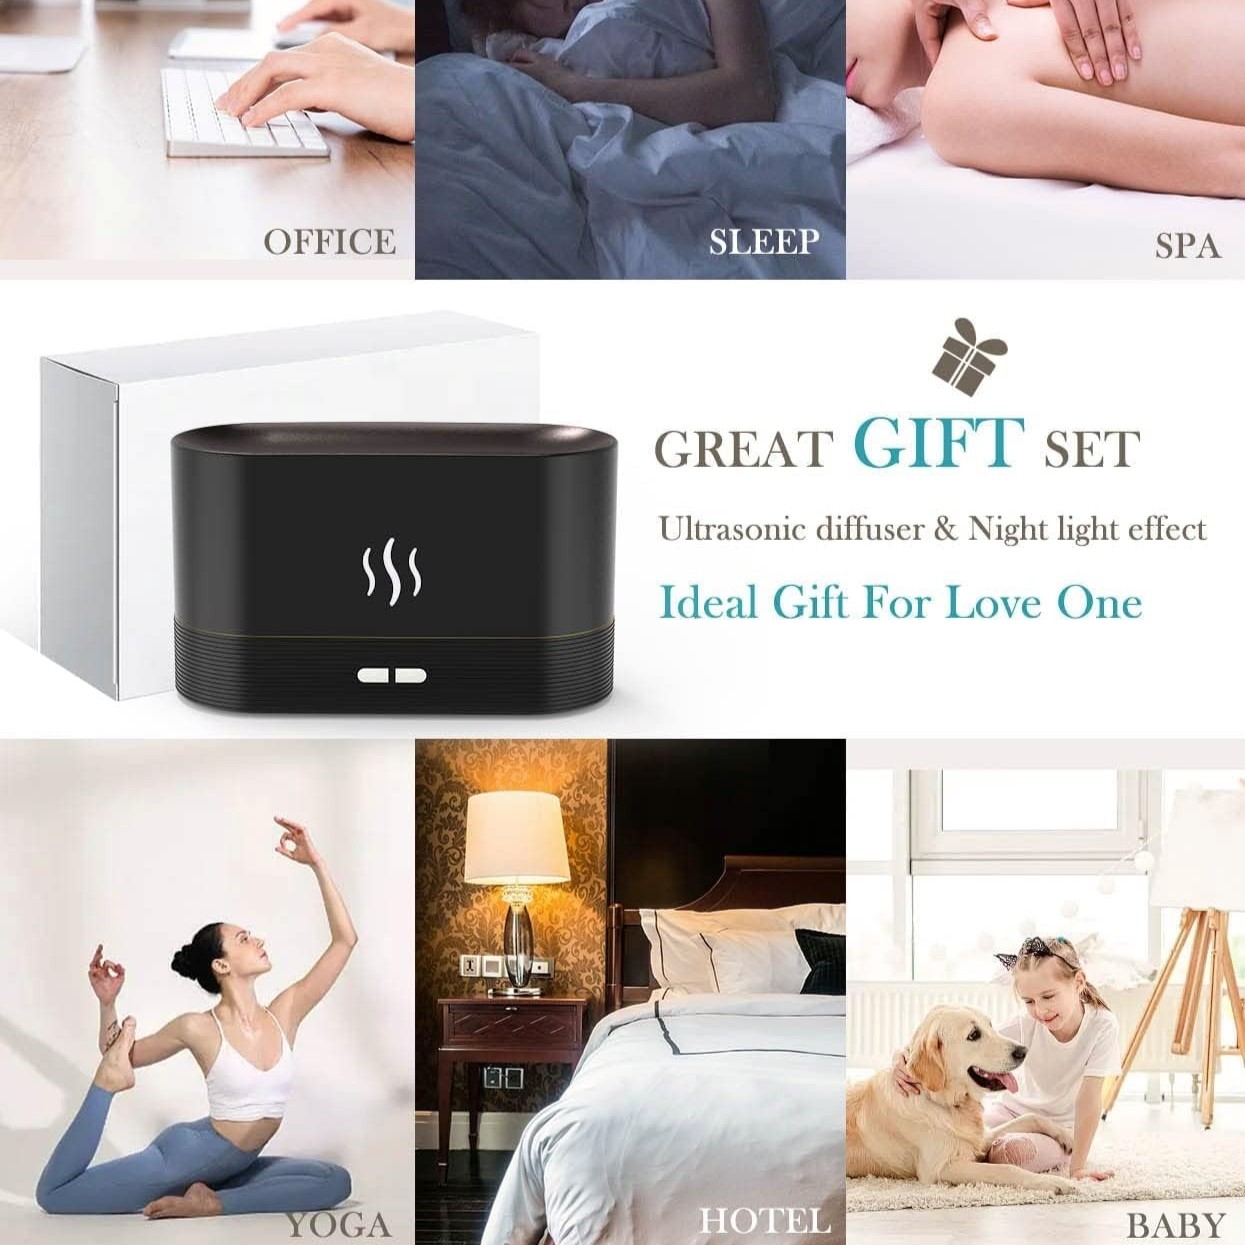 OFFICE
SLEEP
SPA
GREAT GIFT SET
Ultrasonic diffuser & Night light effect
Ideal Gift For Love One
YOGA
HOTEL
BABY